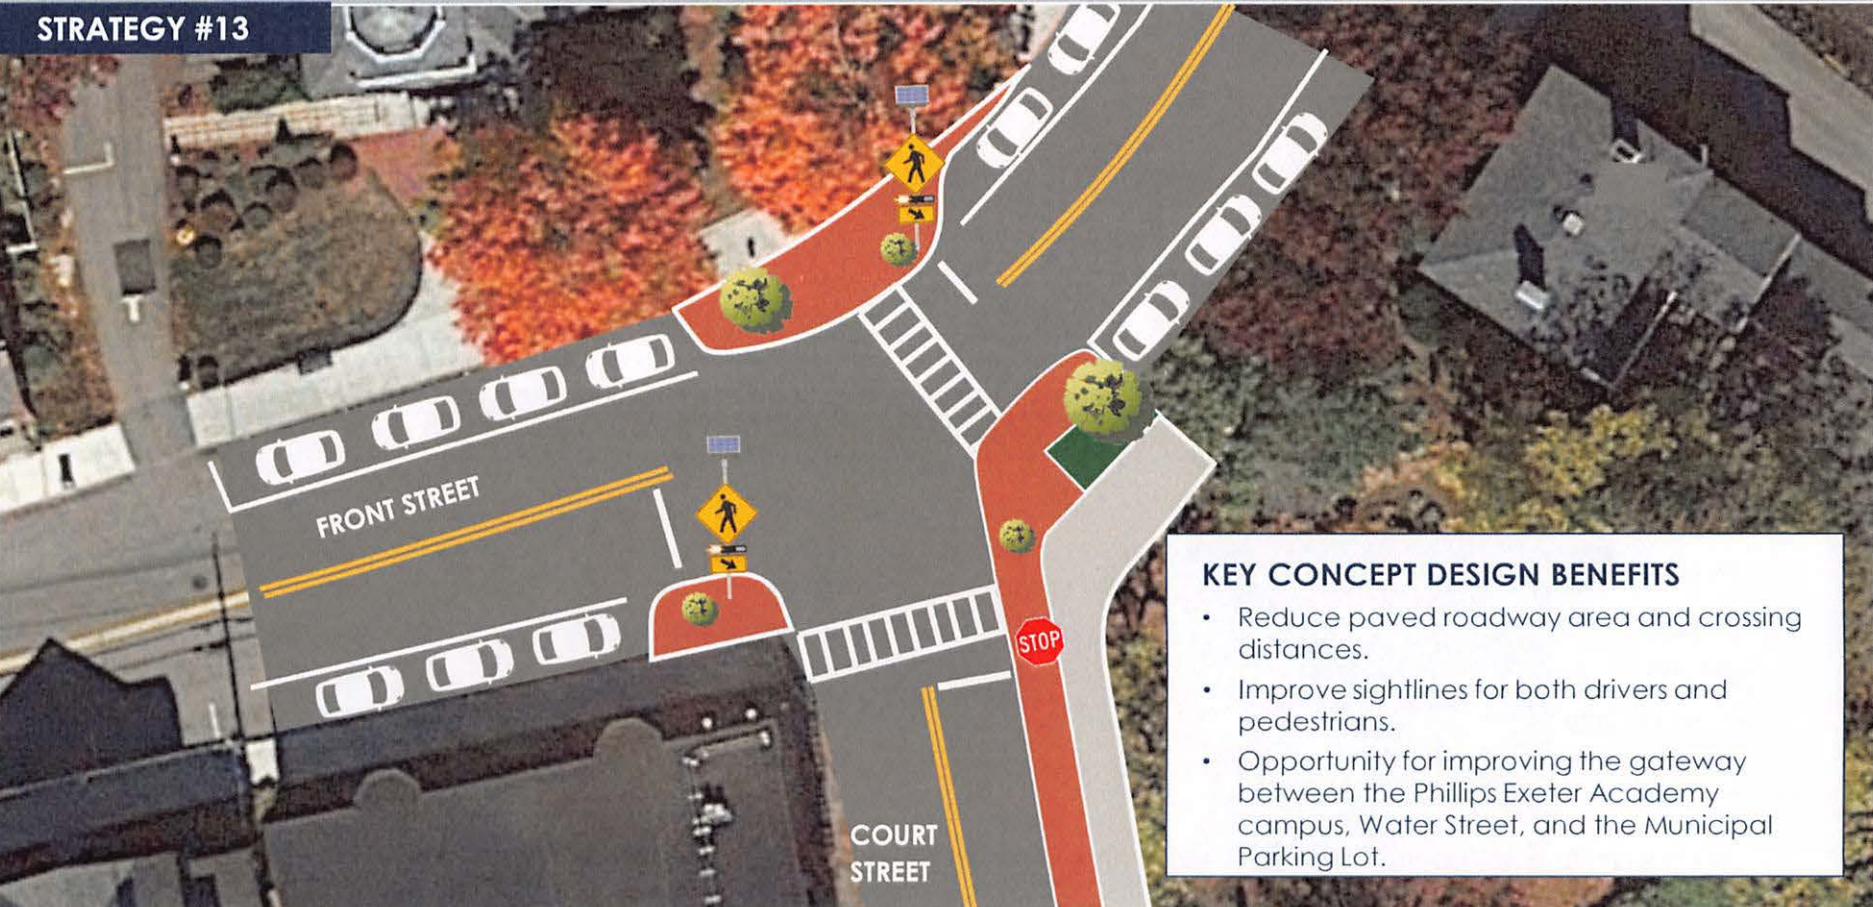 STRATEGY #13
FRONT STREET
STOP
COURT
STREET
KEY CONCEPT DESIGN BENEFITS
• Reduce paved roadway area and crossing
distances.
• Improve sightlines for both drivers and
pedestrians.
• Opportunity for improving the gateway
between the Phillips Exeter Academy
campus, Water Street, and the Municipal
Parking Lot.